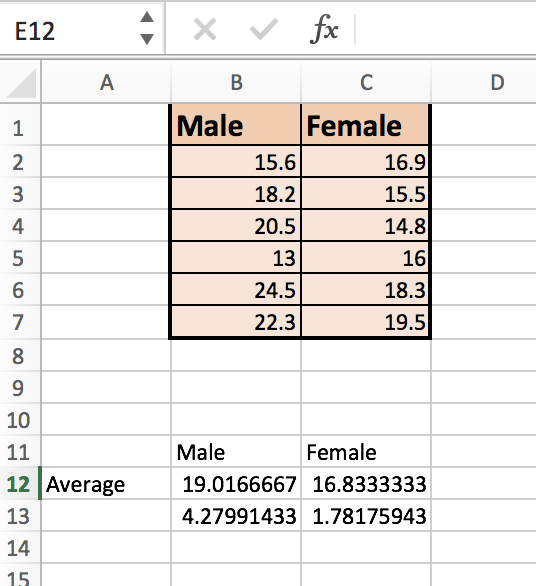 E12 fx
A B C D
1 Male Female
2 15.6 16.9
3 18.2 15.5
4 20.5 14.8
5 13 16
6 24.5 18.3
7 22.3 19.5
8
9
10
11 Male Female
12 Average 19.0166667 16.8333333
13 4.27991433 1.78175943
14
15